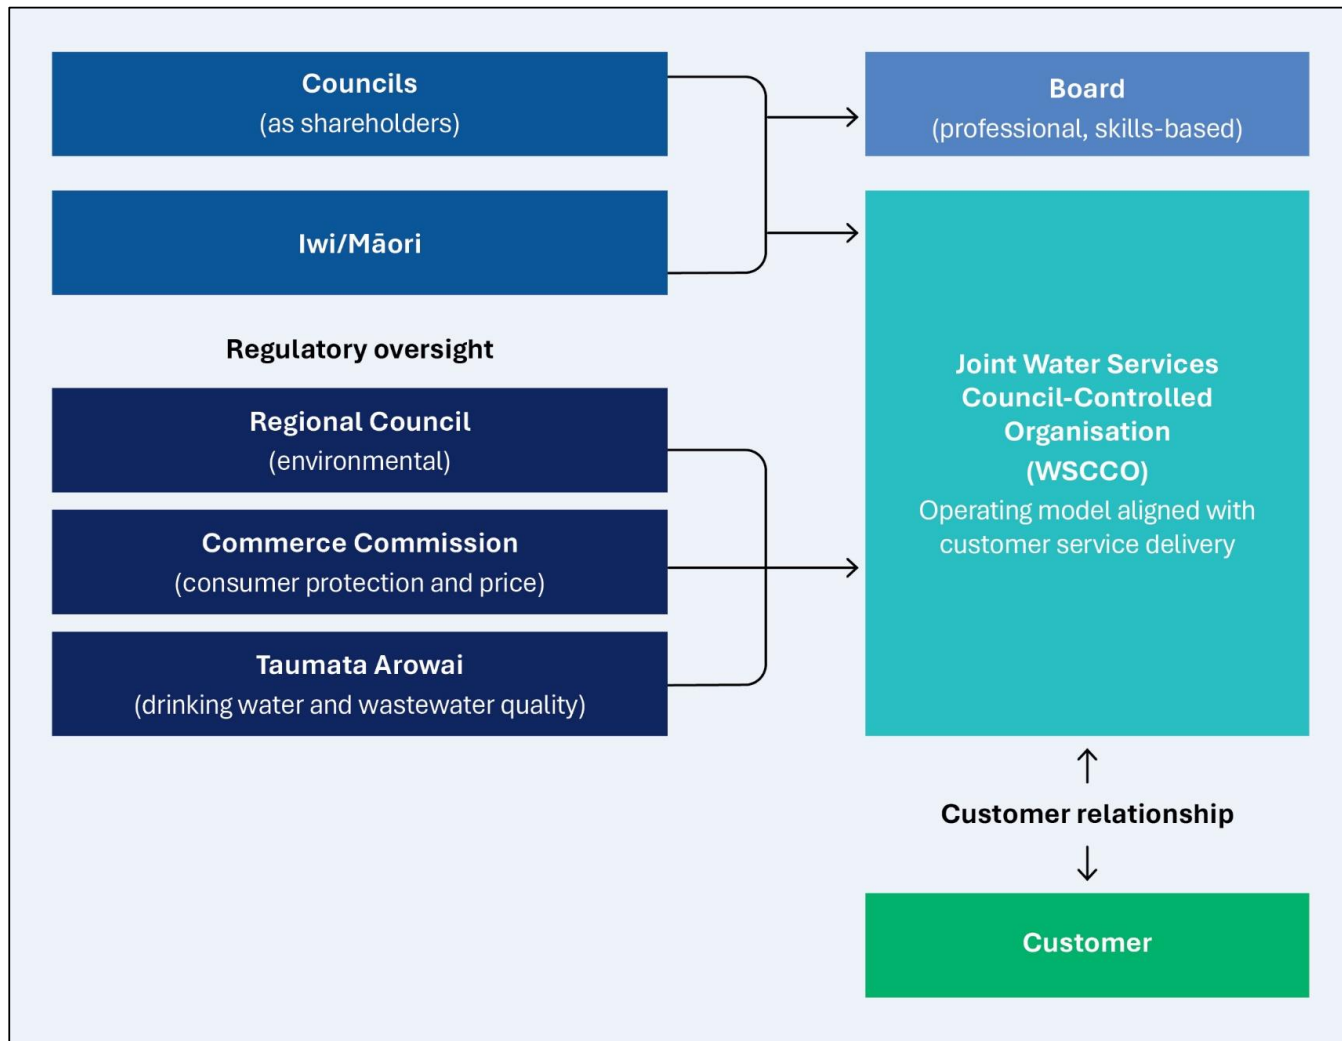 Councils
(as shareholders)
Board
(professional, skills-based)
Iwi/Māori
Regulatory oversight
Regional Council
(environmental)
Commerce Commission
(consumer protection and price)
Taumata Arowai
(drinking water and wastewater quality)
Joint Water Services
Council-Controlled
Organisation
(WSCCO)
Operating model aligned with
customer service delivery
Customer relationship
Customer